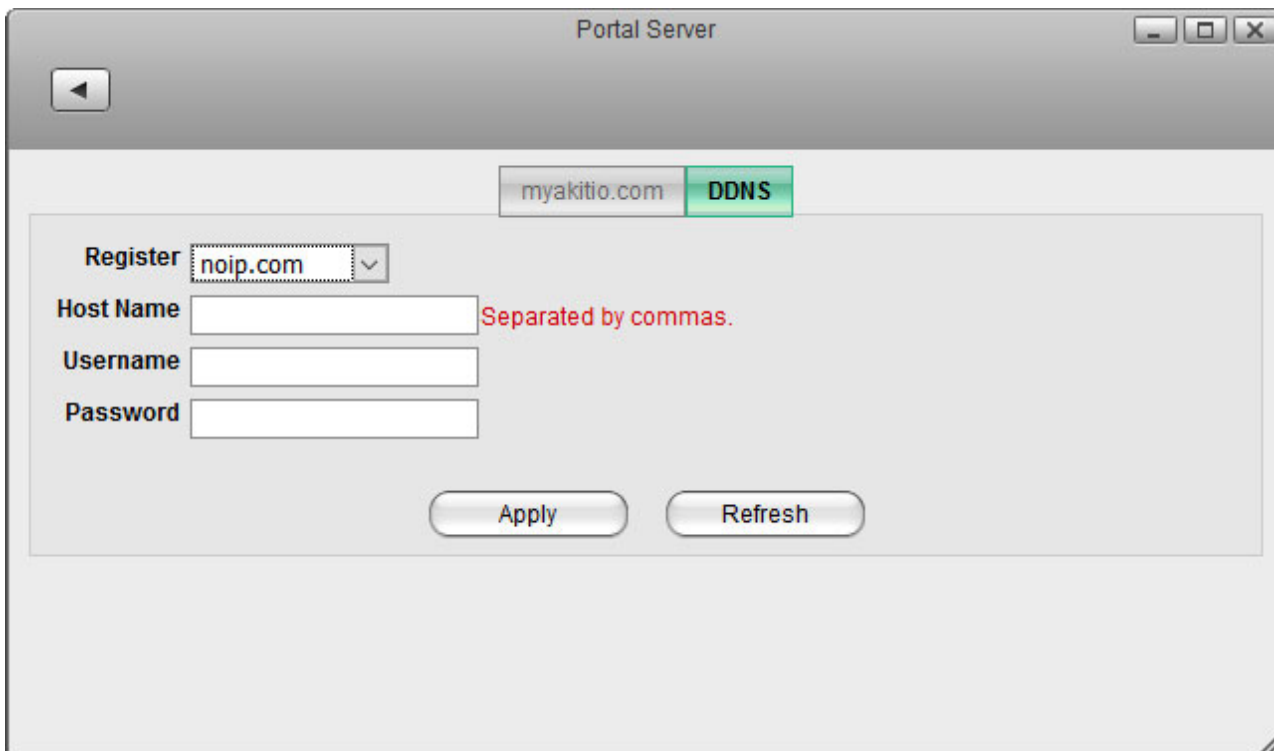 Portal Server
myakitio.com DDNS
Register noip.com
Host Name Separated by commas.
Username
Password
Apply Refresh